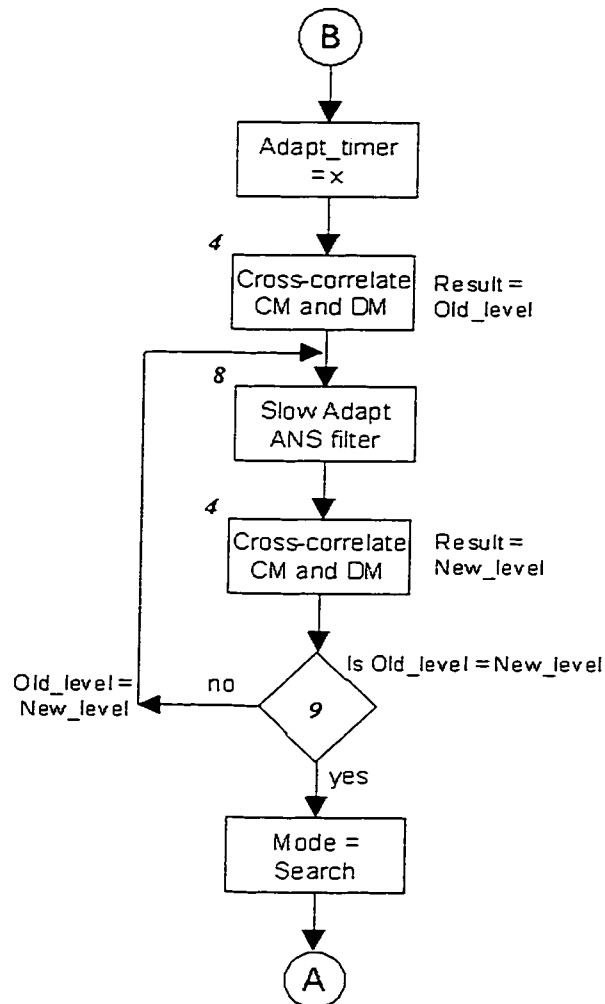 B
Adapt_timer
= x
4
Cross-correlate
CM and DM
Result =
Old_level
8
Slow Adapt
ANS filter
4
Cross-correlate
CM and DM
Result =
New_level
Is Old_level = New_level
9
no
Old_level =
New_level
yes
Mode =
Search
A